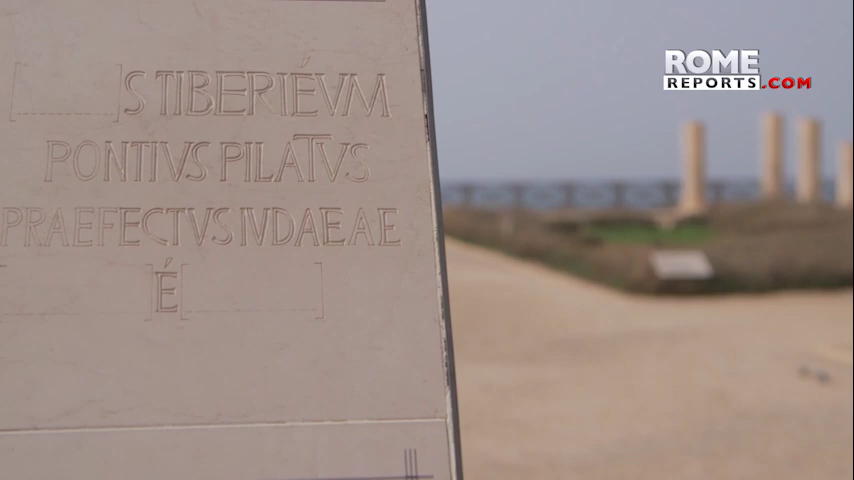 [ ]S TIBERIÉVM
PONTIVS PILATVS
PRAEFECTVS IVDAEAE
[ ]É[ ]
ROME
REPORTS.COM